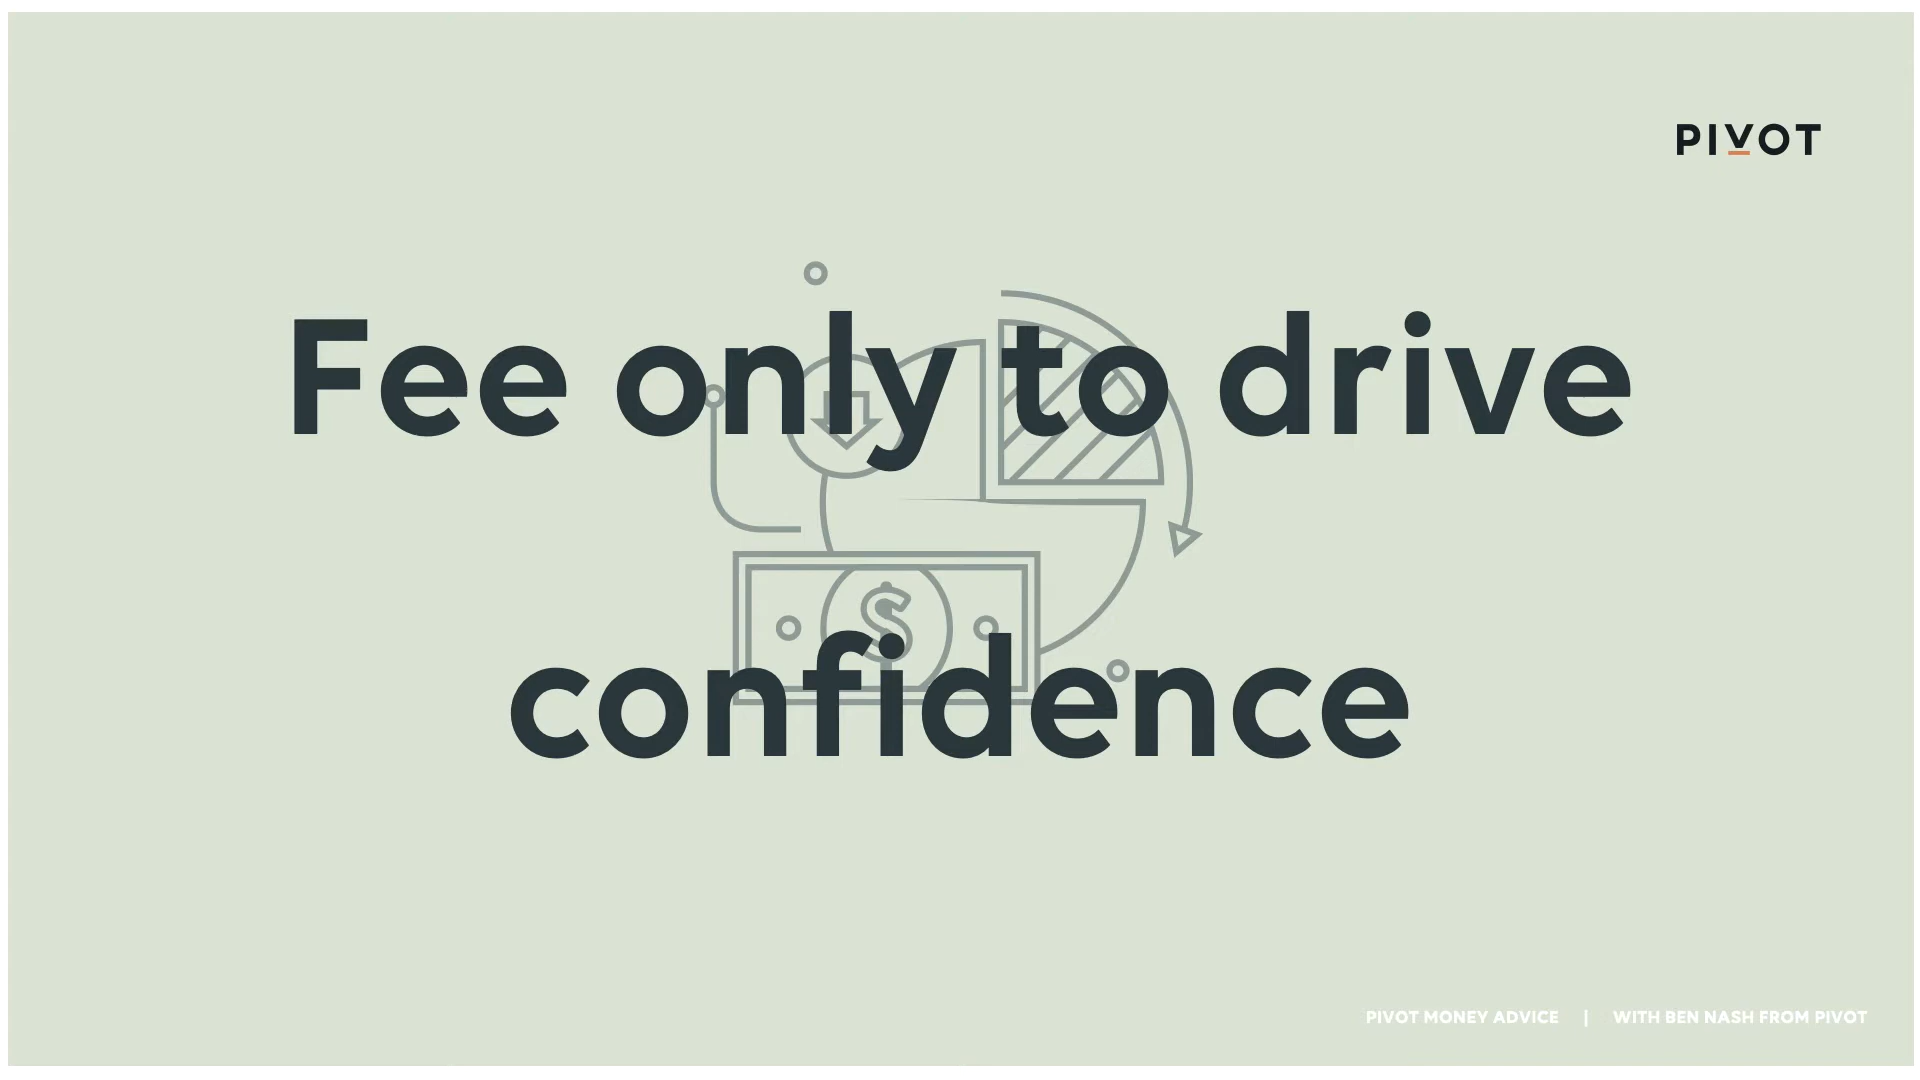 PIVOT
Fee only to drive
$
confidence
PIVOT MONEY ADVICE | WITH BEN NASH FROM PIVOT